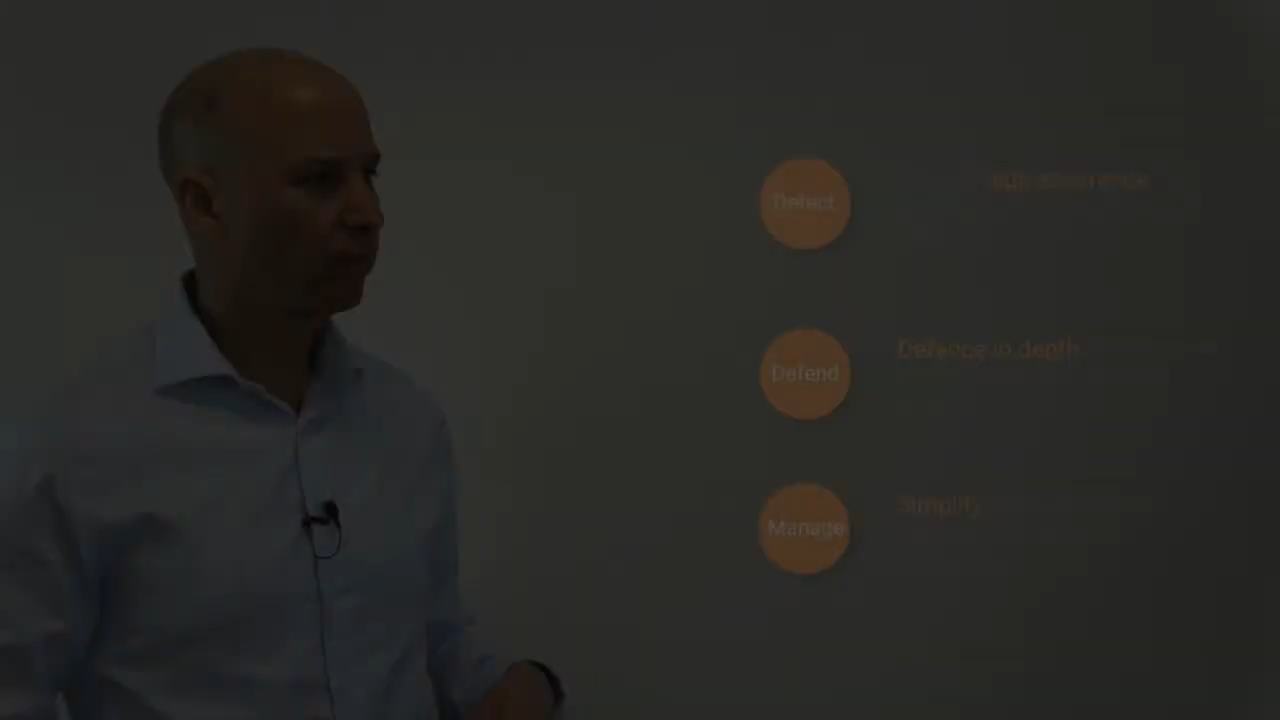 Detect
Defend
Defence in depth
Manage
Simplify